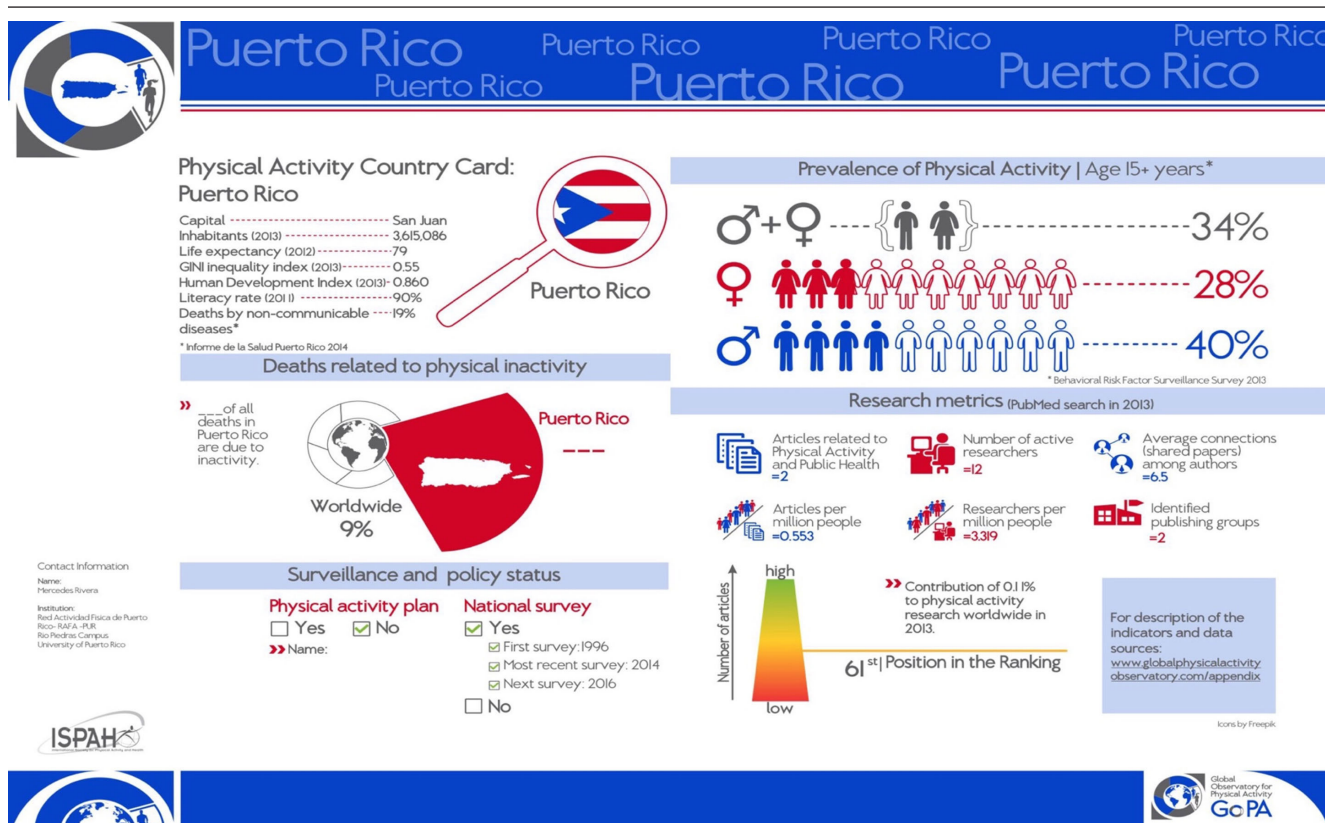 Puerto Rico
Puerto Rico
Puerto Rico
Puerto Rico
Puerto Rico
Puerto Rico
Puerto Rico
Physical Activity Country Card:
Puerto Rico
Capital ---------------------------- San Juan
Inhabitants (2013) ------------------- 3,615,086
Life expectancy (2012)------------- 79
GINI inequality index (2013)-------- 0.55
Human Development Index (2013)- 0.860
Literacy rate (2011) ---------------- 90%
Deaths by non-communicable ----19%
diseases*
* Informe de la Salud Puerto Rico 2014
Puerto Rico
Deaths related to physical inactivity
» ___of all
deaths in
Puerto Rico
are due to
inactivity.
Worldwide
9%
Puerto Rico
---
Surveillance and policy status
Physical activity plan
Yes
No
» Name:
National survey
Yes
First survey:1996
Most recent survey: 2014
Next survey: 2016
No
Prevalence of Physical Activity | Age 15+ years*
♂+♀ ----{ }------------------34%
♀ ---------- 28%
♂ ---------- 40%
* Behavioral Risk Factor Surveillance Survey 2013
Research metrics (PubMed search in 2013)
Articles related to
Physical Activity
and Public Health
=2
Number of active
researchers
=12
Average connections
(shared papers)
among authors
=6.5
Articles per
million people
=0.553
Researchers per
million people
=3.319
Identified
publishing groups
=2
Number of articles
high
low
» Contribution of 0.11%
to physical activity
research worldwide in
2013.
61st| Position in the Ranking
For description of the
indicators and data
sources:
www.globalphysicalactivity
observatory.com/appendix
Icons by Freepik
Contact Information
Name:
Mercedes Rivera
Institution:
Red Actividad Física de Puerto
Rico- RAFA -PUR
Rio Piedras Campus
University of Puerto Rico
ISPAH
International Society for Physical Activity and Health
Global
Observatory for
Physical Activity
GoPA